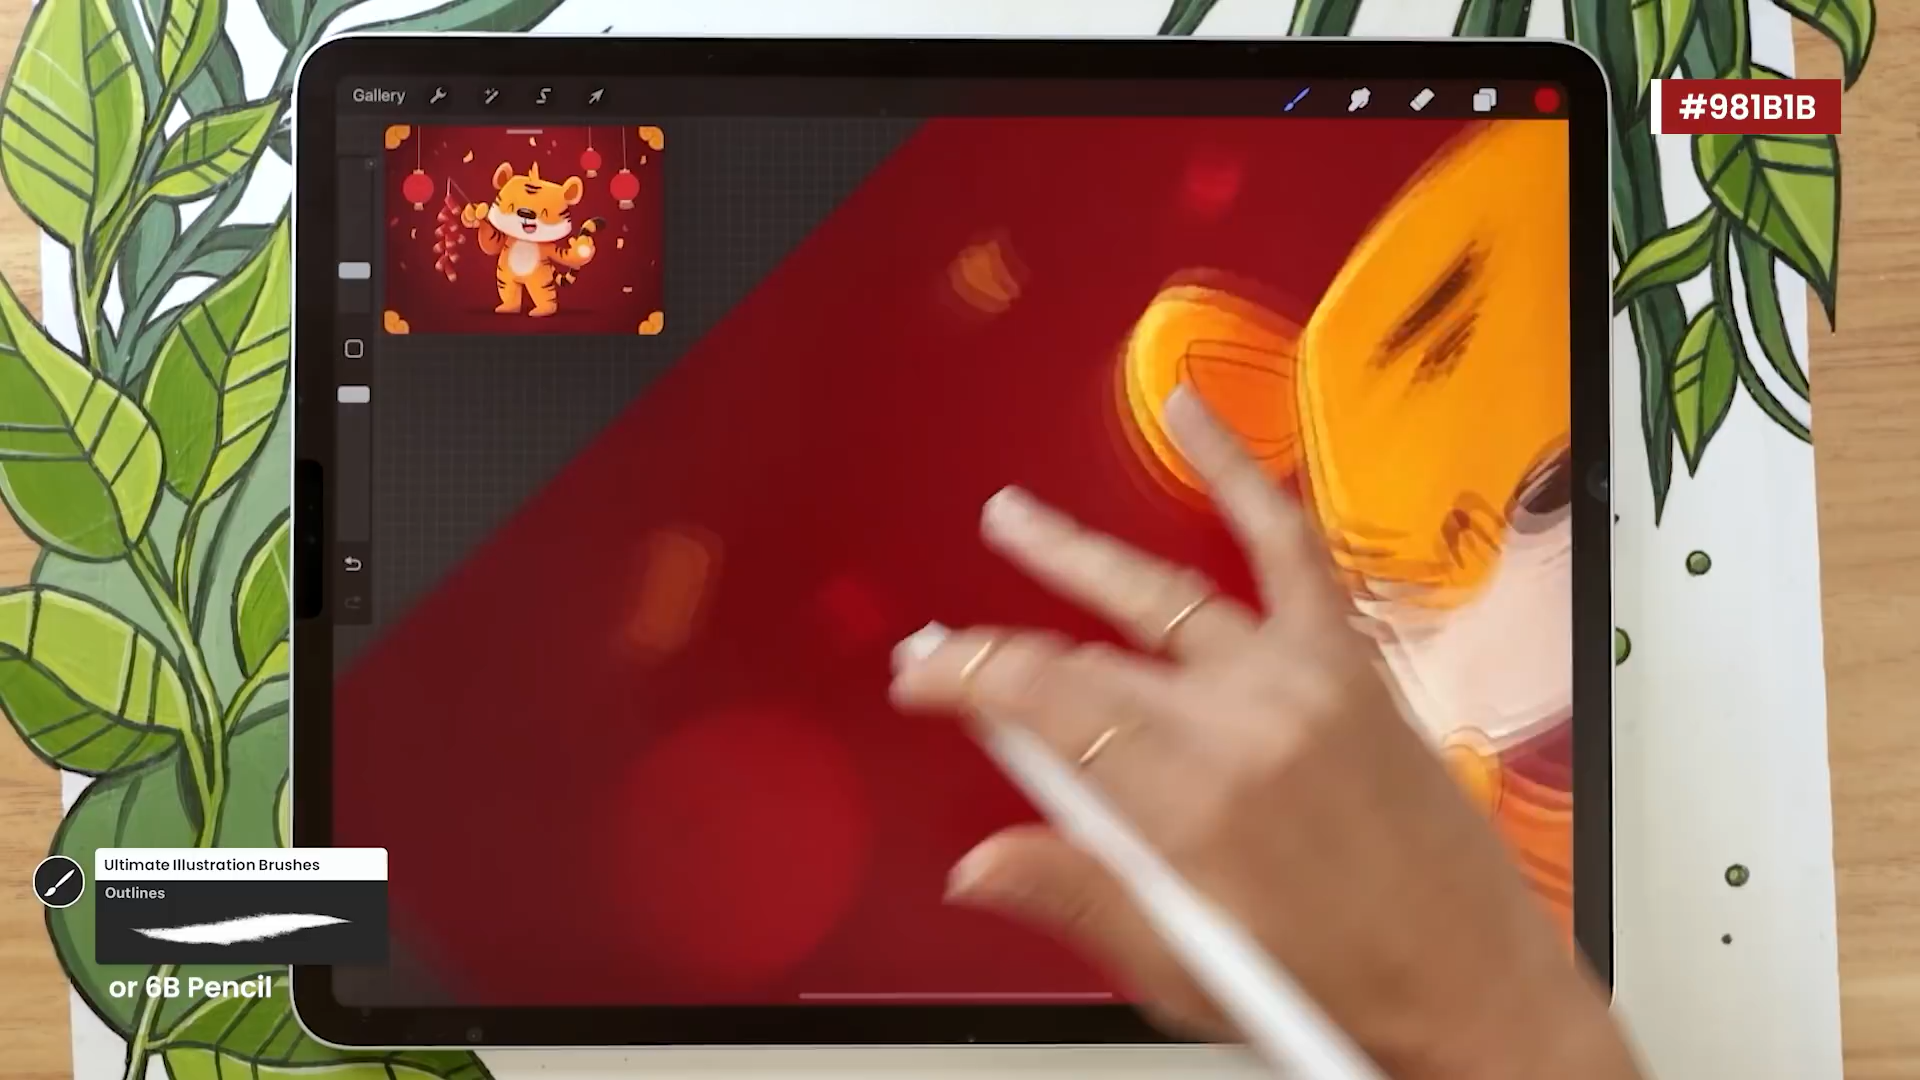 Gallery
#981B1B
Ultimate Illustration Brushes
Outlines
or 6B Pencil